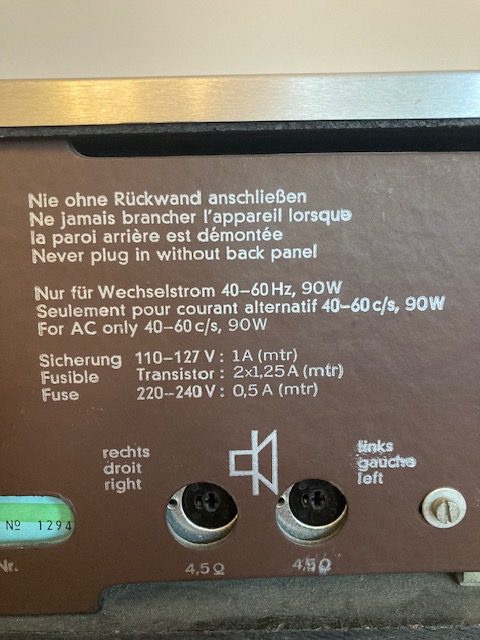 Nie ohne Rückwand anschließen
Ne jamais brancher l'appareil lorsque
la paroi arrière est démontée
Never plug in without back panel
Nur für Wechselstrom 40–60 Hz, 90W
Seulement pour courant alternatif 40–60 c/s, 90W
For AC only 40–60 c/s, 90W
Sicherung 110–127 V : 1A (mtr)
Fusible Transistor : 2x1,25 A (mtr)
Fuse 220–240 V : 0,5 A (mtr)
rechts
droit
right
links
gauche
left
Nº 1294
Nr.
4,5 Ω
4,5 Ω